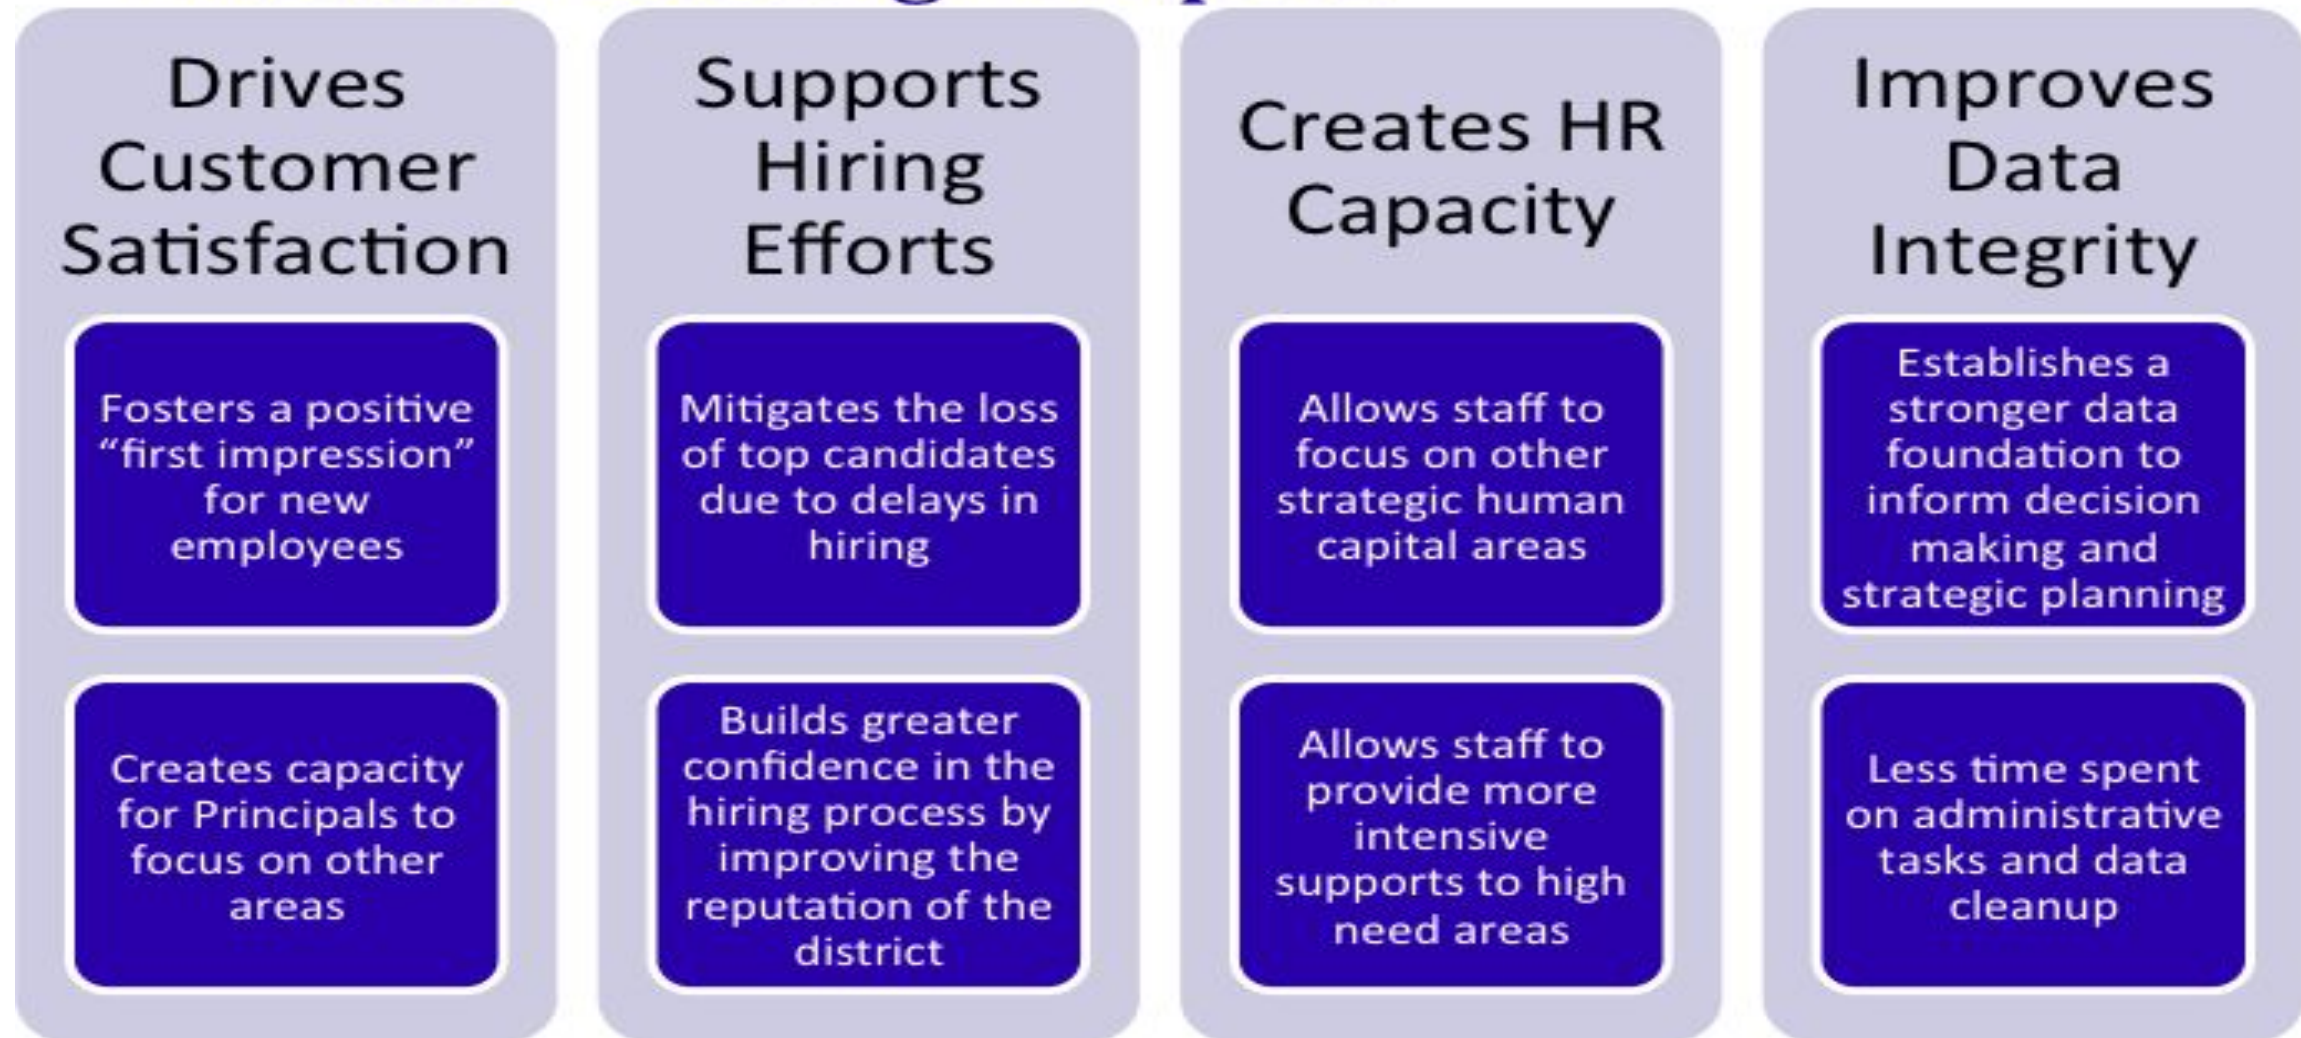 Drives
Customer
Satisfaction
Fosters a positive
“first impression”
for new
employees
Creates capacity
for Principals to
focus on other
areas
Supports
Hiring
Efforts
Mitigates the loss
of top candidates
due to delays in
hiring
Builds greater
confidence in the
hiring process by
improving the
reputation of the
district
Creates HR
Capacity
Allows staff to
focus on other
strategic human
capital areas
Allows staff to
provide more
intensive
supports to high
need areas
Improves
Data
Integrity
Establishes a
stronger data
foundation to
inform decision
making and
strategic planning
Less time spent
on administrative
tasks and data
cleanup